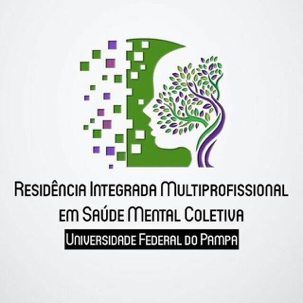 Residência Integrada Multiprofissional
em Saúde Mental Coletiva
Universidade Federal do Pampa